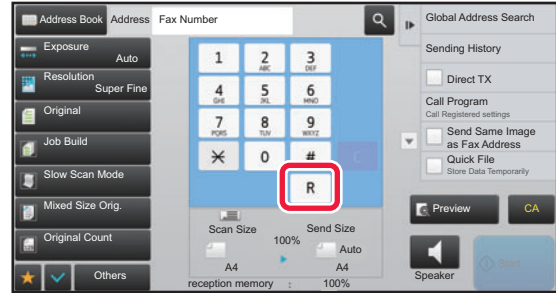 Address Book
Address
Fax Number
Exposure
Auto
Resolution
Super Fine
Original
Job Build
Slow Scan Mode
Mixed Size Orig.
Original Count
Others
1
2
ABC
3
DEF
4
GHI
5
JKL
6
MNO
7
PQRS
8
TUV
9
WXYZ
0
#
C
R
Scan Size
100%
Send Size
Auto
A4
A4
reception memory : 100%
Global Address Search
Sending History
Direct TX
Call Program
Call Registered settings
Send Same Image
as Fax Address
Quick File
Store Data Temporarily
Preview
CA
Speaker
Start